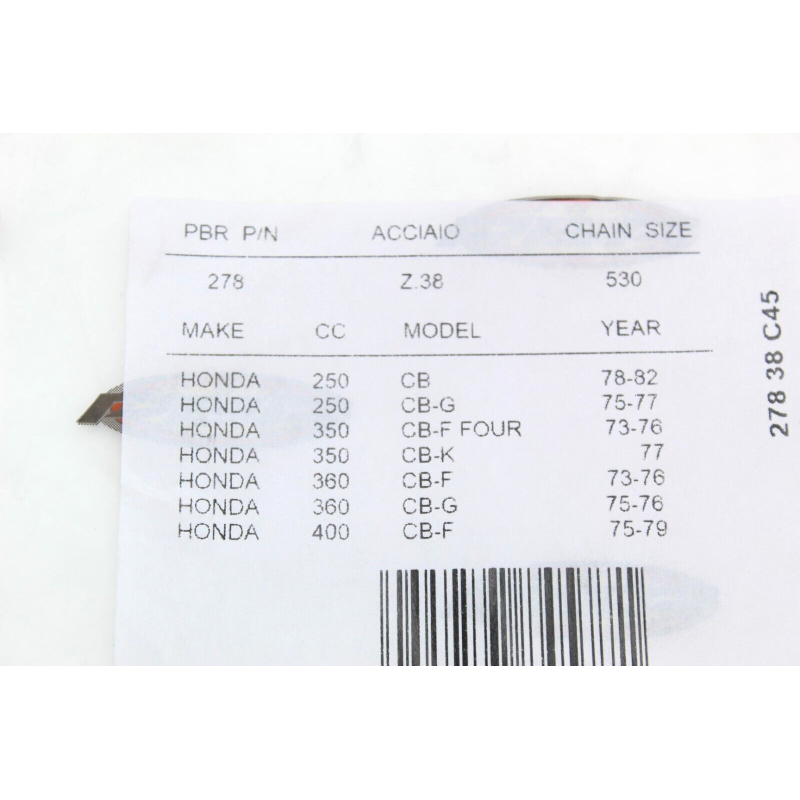 PBR P/N ACCIAIO CHAIN SIZE
278 Z.38 530
MAKE CC MODEL YEAR
HONDA 250 CB 78-82
HONDA 250 CB-G 75-77
HONDA 350 CB-F FOUR 73-76
HONDA 350 CB-K 77
HONDA 360 CB-F 73-76
HONDA 360 CB-G 75-76
HONDA 400 CB-F 75-79
278 38 C45